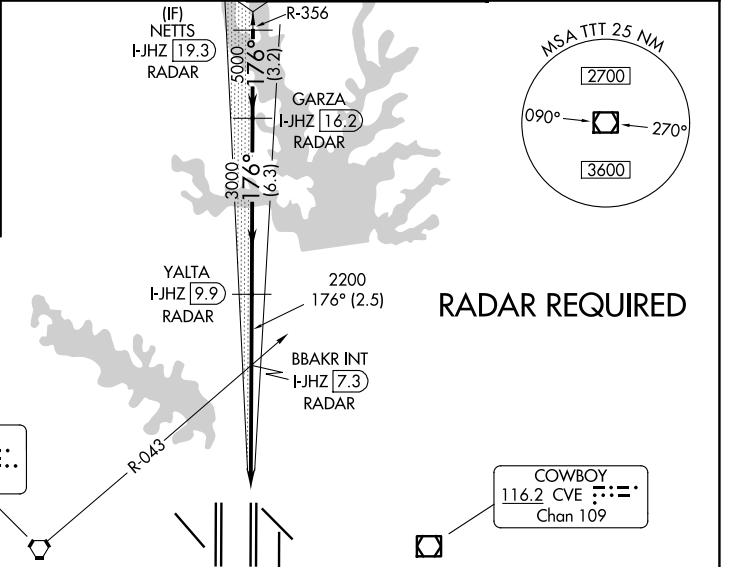 (IF)
NETTS
I-JHZ 19.3
RADAR
R-356
5000
176°
(3.2)
GARZA
I-JHZ 16.2
RADAR
3000
176°
(6.3)
YALTA
I-JHZ 9.9
RADAR
2200
176° (2.5)
BBAKR INT
I-JHZ 7.3
RADAR
R-043
MSA TTT 25 NM
2700
090°
270°
3600
RADAR REQUIRED
COWBOY
116.2 CVE
Chan 109